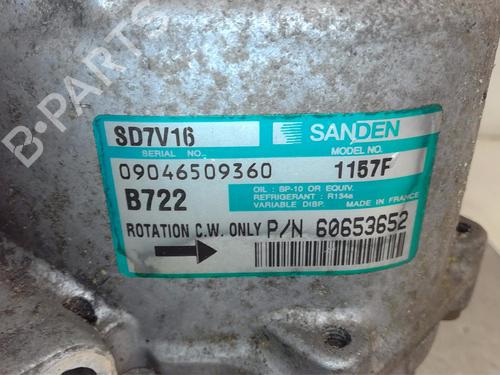 SD7V16 SANDEN
SERIAL NO. MODEL NO.
09046509360 1157F
B722
OIL : SP-10 OR EQUIV.
REFRIGERANT : R134a
VARIABLE DISP. MADE IN FRANCE
ROTATION C.W. ONLY P/N 60653652
B-PARTS